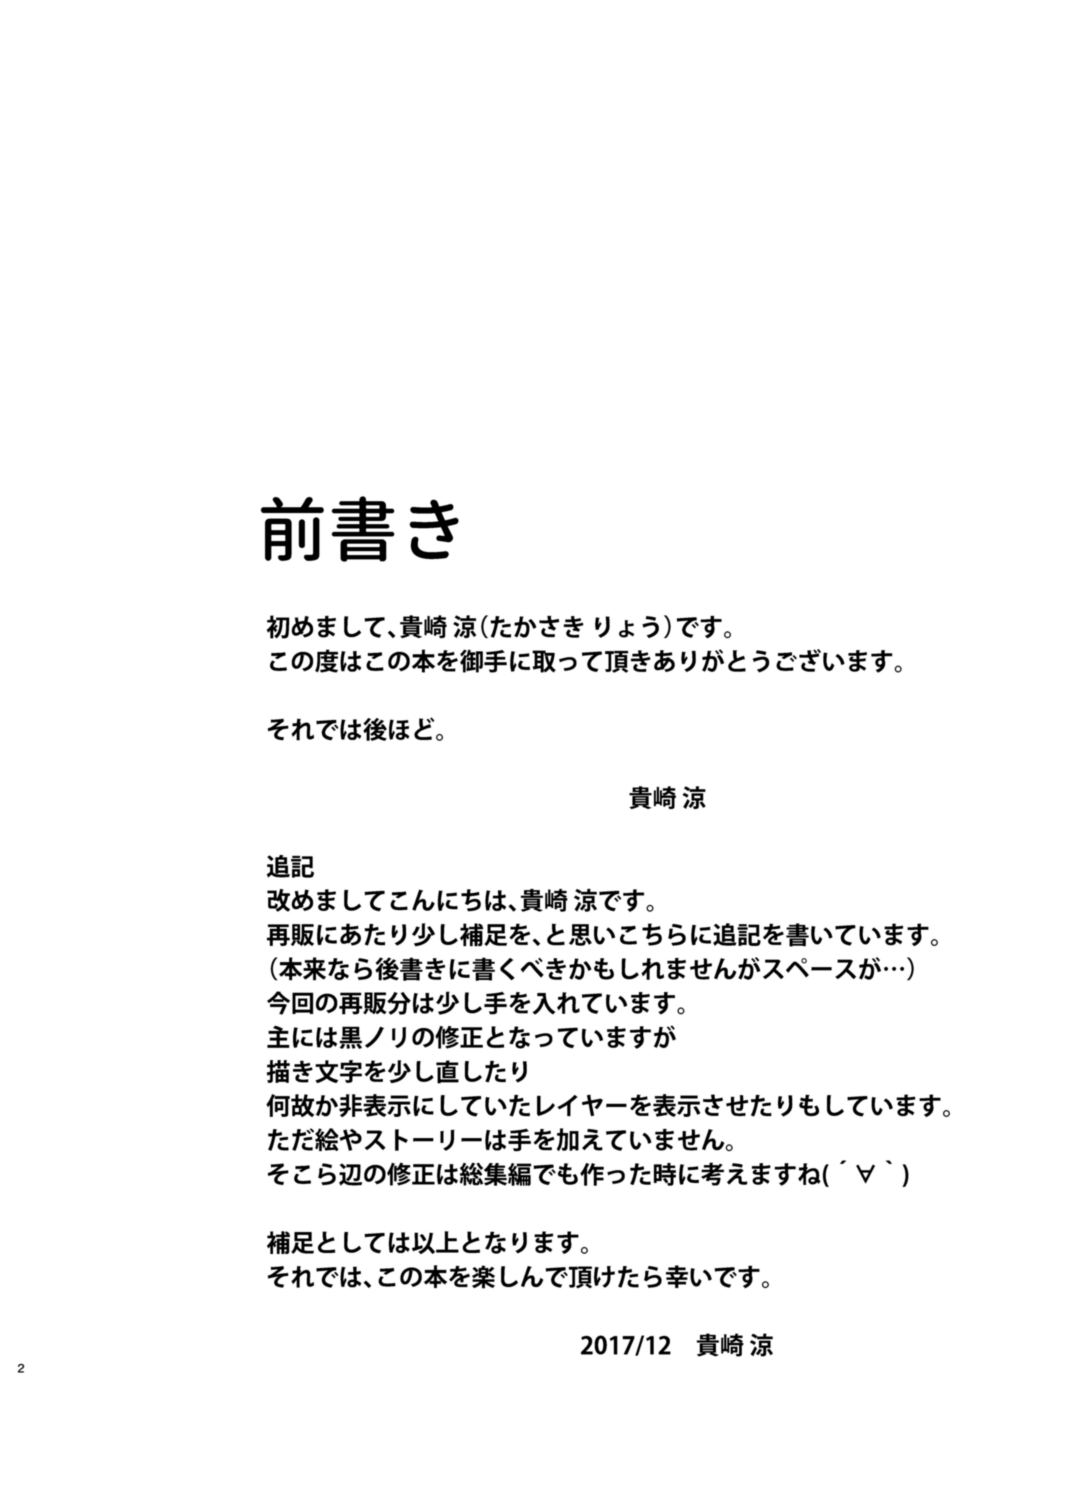 前書き
初めまして、貴崎 涼（たかさき りょう）です。
この度はこの本を御手に取って頂きありがとうございます。
それでは後ほど。
貴崎 涼
追記
改めましてこんにちは、貴崎 涼です。
再販にあたり少し補足を、と思いこちらに追記を書いています。
（本来なら後書きに書くべきかもしれませんがスペースが…）
今回の再販分は少し手を入れています。
主には黒ノリの修正となっていますが
描き文字を少し直したり
何故か非表示にしていたレイヤーを表示させたりもしています。
ただ絵やストーリーは手を加えていません。
そこら辺の修正は総集編でも作った時に考えますね(´∀｀)
補足としては以上となります。
それでは、この本を楽しんで頂けたら幸いです。
2017/12　貴崎 涼
2